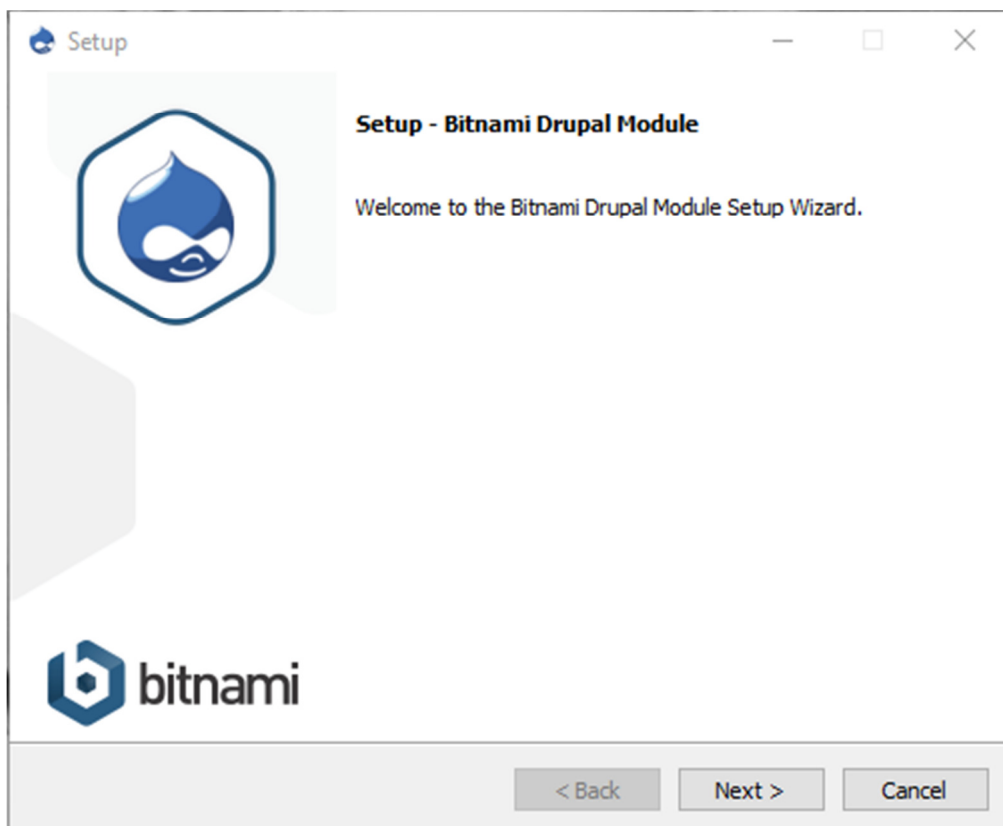 Setup
Setup - Bitnami Drupal Module
Welcome to the Bitnami Drupal Module Setup Wizard.
bitnami
< Back Next > Cancel